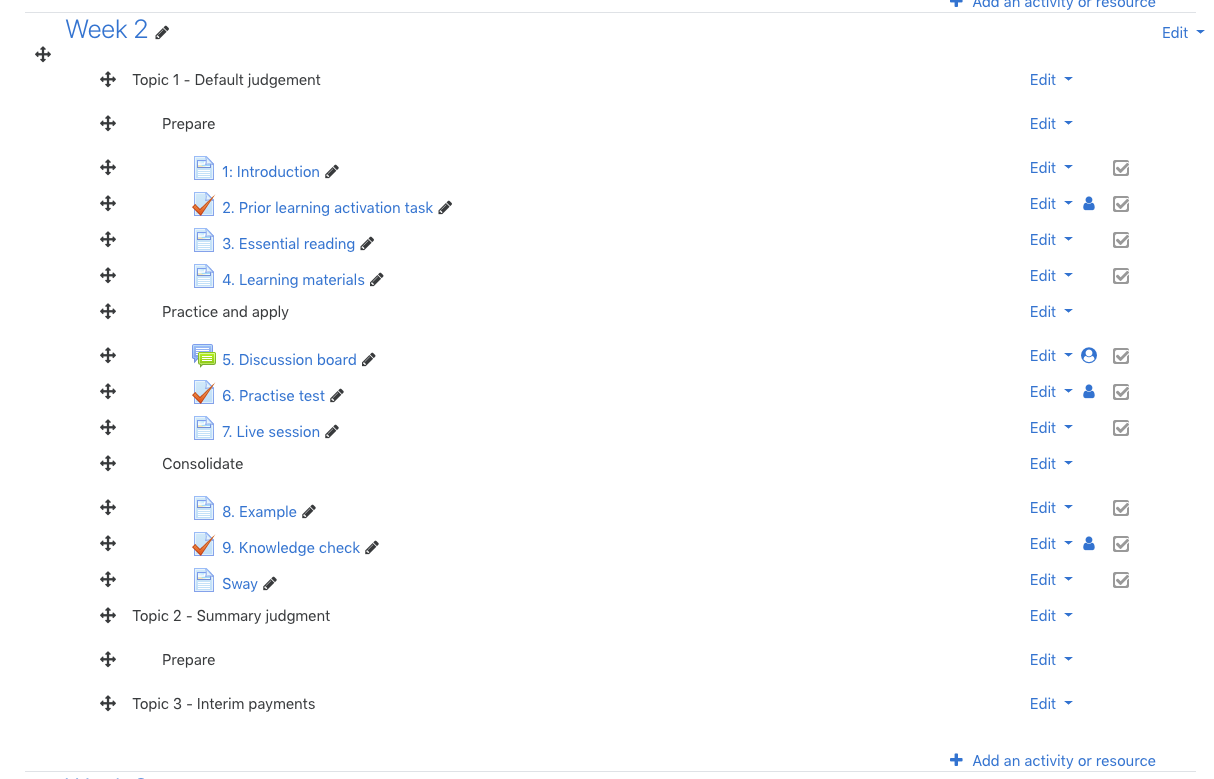 Add an activity or resource
Week 2
Edit
Topic 1 - Default judgement
Edit
Prepare
Edit
1: Introduction
Edit
2. Prior learning activation task
Edit
3. Essential reading
Edit
4. Learning materials
Edit
Practice and apply
Edit
5. Discussion board
Edit
6. Practise test
Edit
7. Live session
Edit
Consolidate
Edit
8. Example
Edit
9. Knowledge check
Edit
Sway
Edit
Topic 2 - Summary judgment
Edit
Prepare
Edit
Topic 3 - Interim payments
Edit
Add an activity or resource